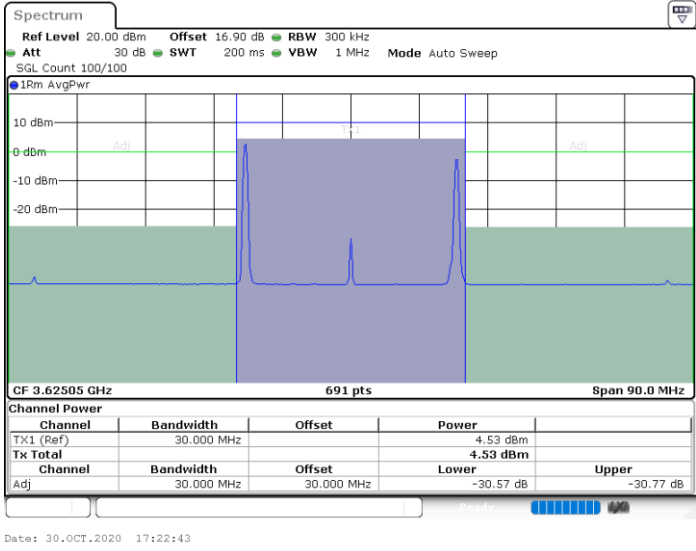 Spectrum
Ref Level 20.00 dBm Offset 16.90 dB RBW 300 kHz
Att 30 dB SWT 200 ms VBW 1 MHz Mode Auto Sweep
SGL Count 100/100
1Rm AvgPwr
10 dBm
TX1
Adj
0 dBm
Adj
-10 dBm
-20 dBm
CF 3.62505 GHz 691 pts Span 90.0 MHz
Channel Power
Channel Bandwidth Offset Power
TX1 (Ref) 30.000 MHz 4.53 dBm
Tx Total 4.53 dBm
Channel Bandwidth Offset Lower Upper
Adj 30.000 MHz 30.000 MHz -30.57 dB -30.77 dB
Ready
Date: 30.OCT.2020 17:22:43